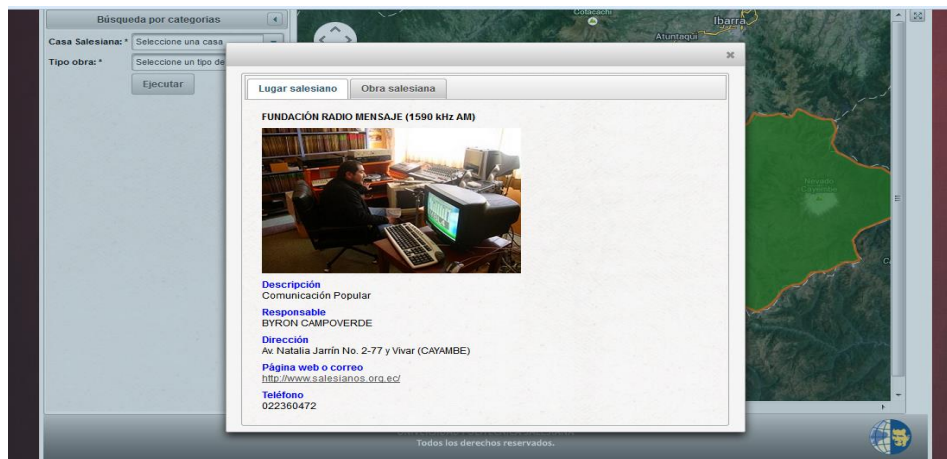 Búsqueda por categorias
Casa Salesiana: *
Seleccione una casa
Tipo obra: *
Seleccione un tipo de
Ejecutar
Cotacachi
Ibarra
Atuntaqui
Nevado
Cayambe
Lugar salesiano
Obra salesiana
FUNDACIÓN RADIO MENSAJE (1590 kHz AM)
Descripción
Comunicación Popular
Responsable
BYRON CAMPOVERDE
Dirección
Av. Natalia Jarrín No. 2-77 y Vivar (CAYAMBE)
Página web o correo
http://www.salesianos.org.ec/
Teléfono
022360472
Todos los derechos reservados.